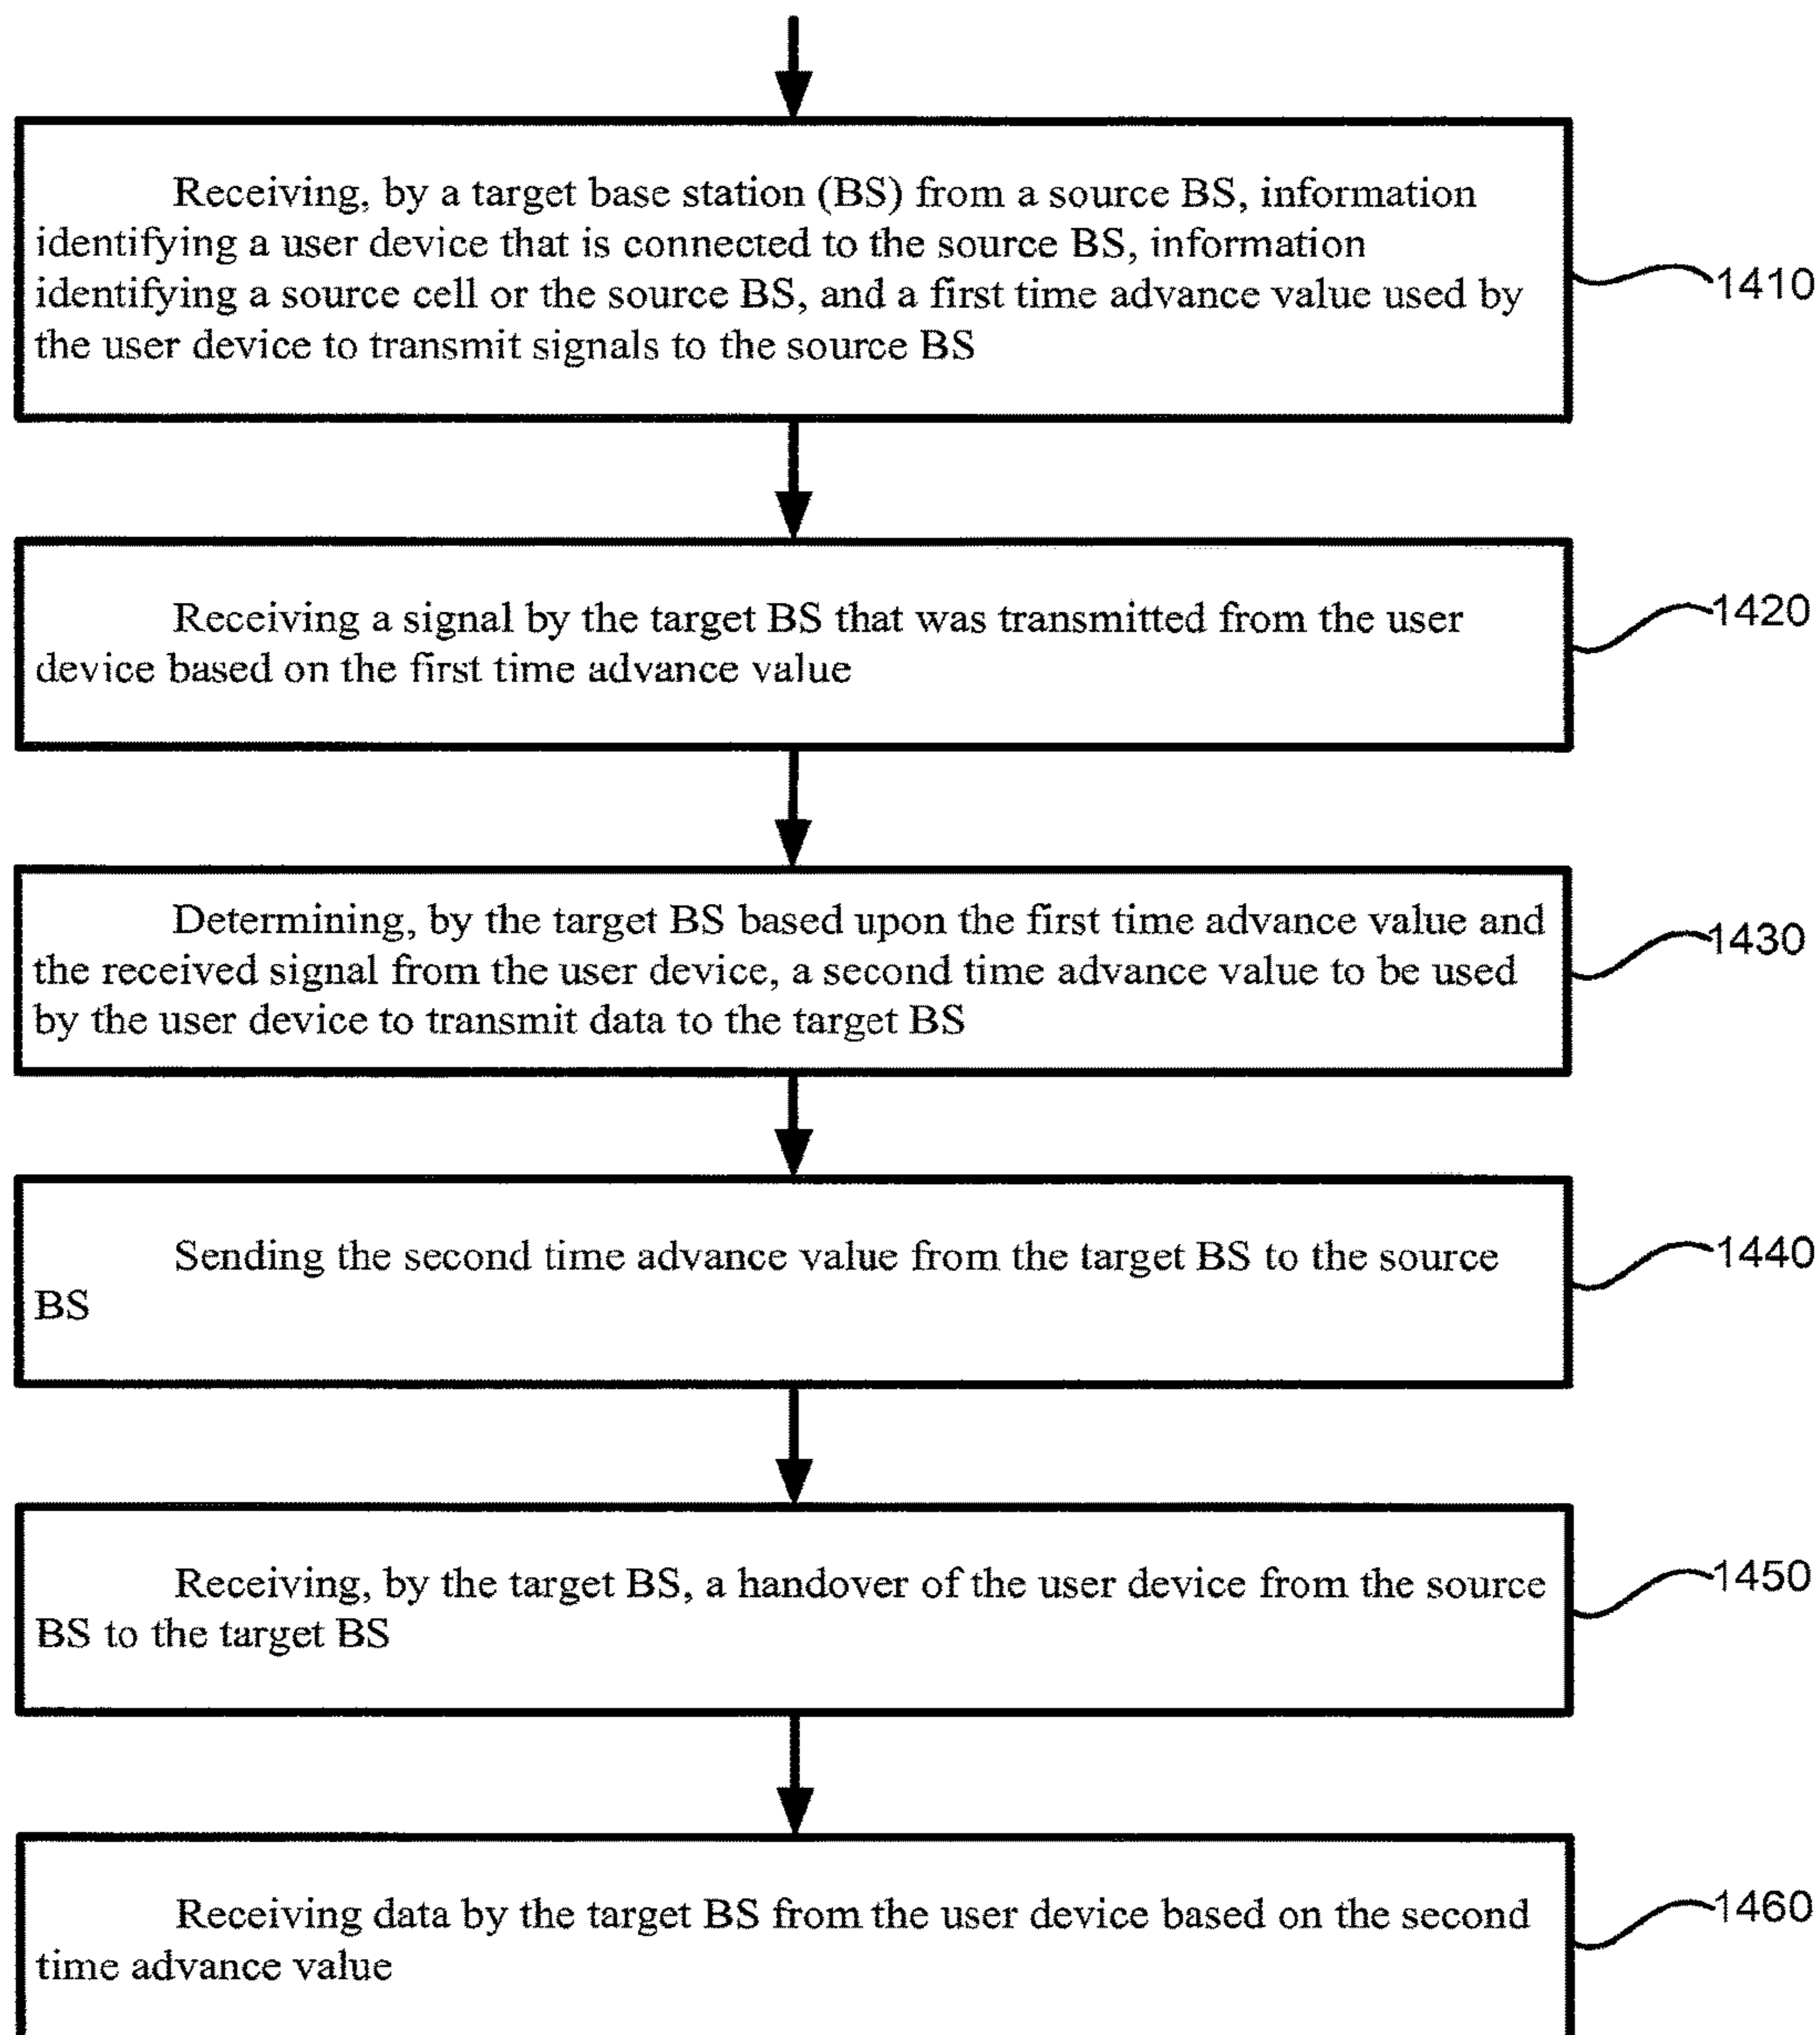 Receiving, by a target base station (BS) from a source BS, information
identifying a user device that is connected to the source BS, information
identifying a source cell or the source BS, and a first time advance value used by
the user device to transmit signals to the source BS
1410
Receiving a signal by the target BS that was transmitted from the user
device based on the first time advance value
1420
Determining, by the target BS based upon the first time advance value and
the received signal from the user device, a second time advance value to be used
by the user device to transmit data to the target BS
1430
Sending the second time advance value from the target BS to the source
BS
1440
Receiving, by the target BS, a handover of the user device from the source
BS to the target BS
1450
Receiving data by the target BS from the user device based on the second
time advance value
1460